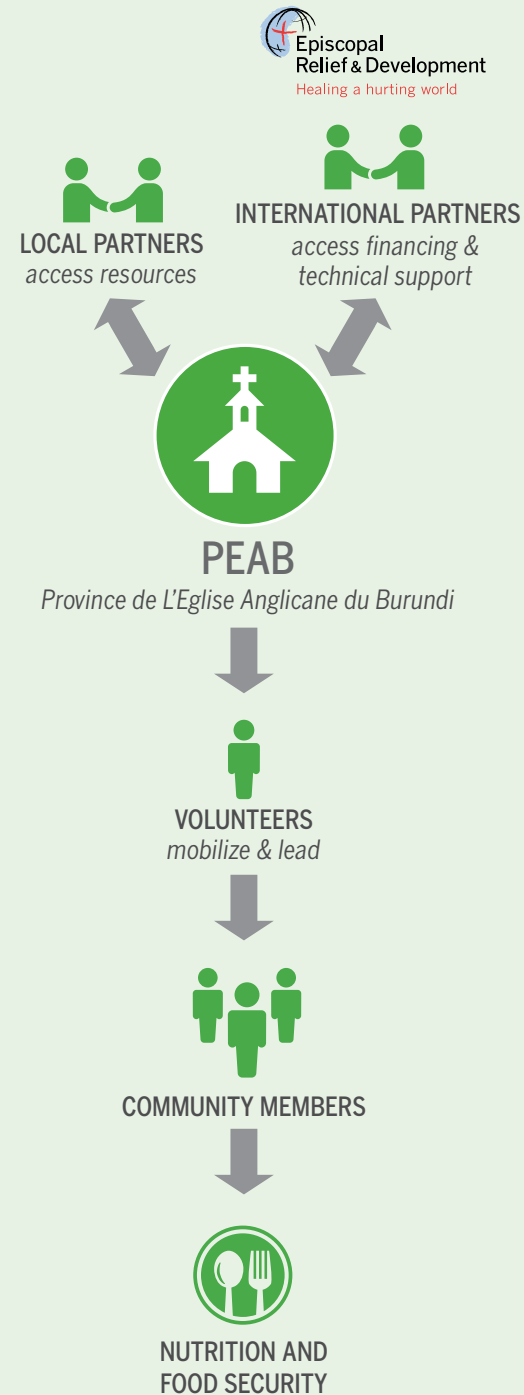 Episcopal
Relief & Development
Healing a hurting world
LOCAL PARTNERS
access resources
INTERNATIONAL PARTNERS
access financing &
technical support
PEAB
Province de L'Eglise Anglicane du Burundi
VOLUNTEERS
mobilize & lead
COMMUNITY MEMBERS
NUTRITION AND
FOOD SECURITY